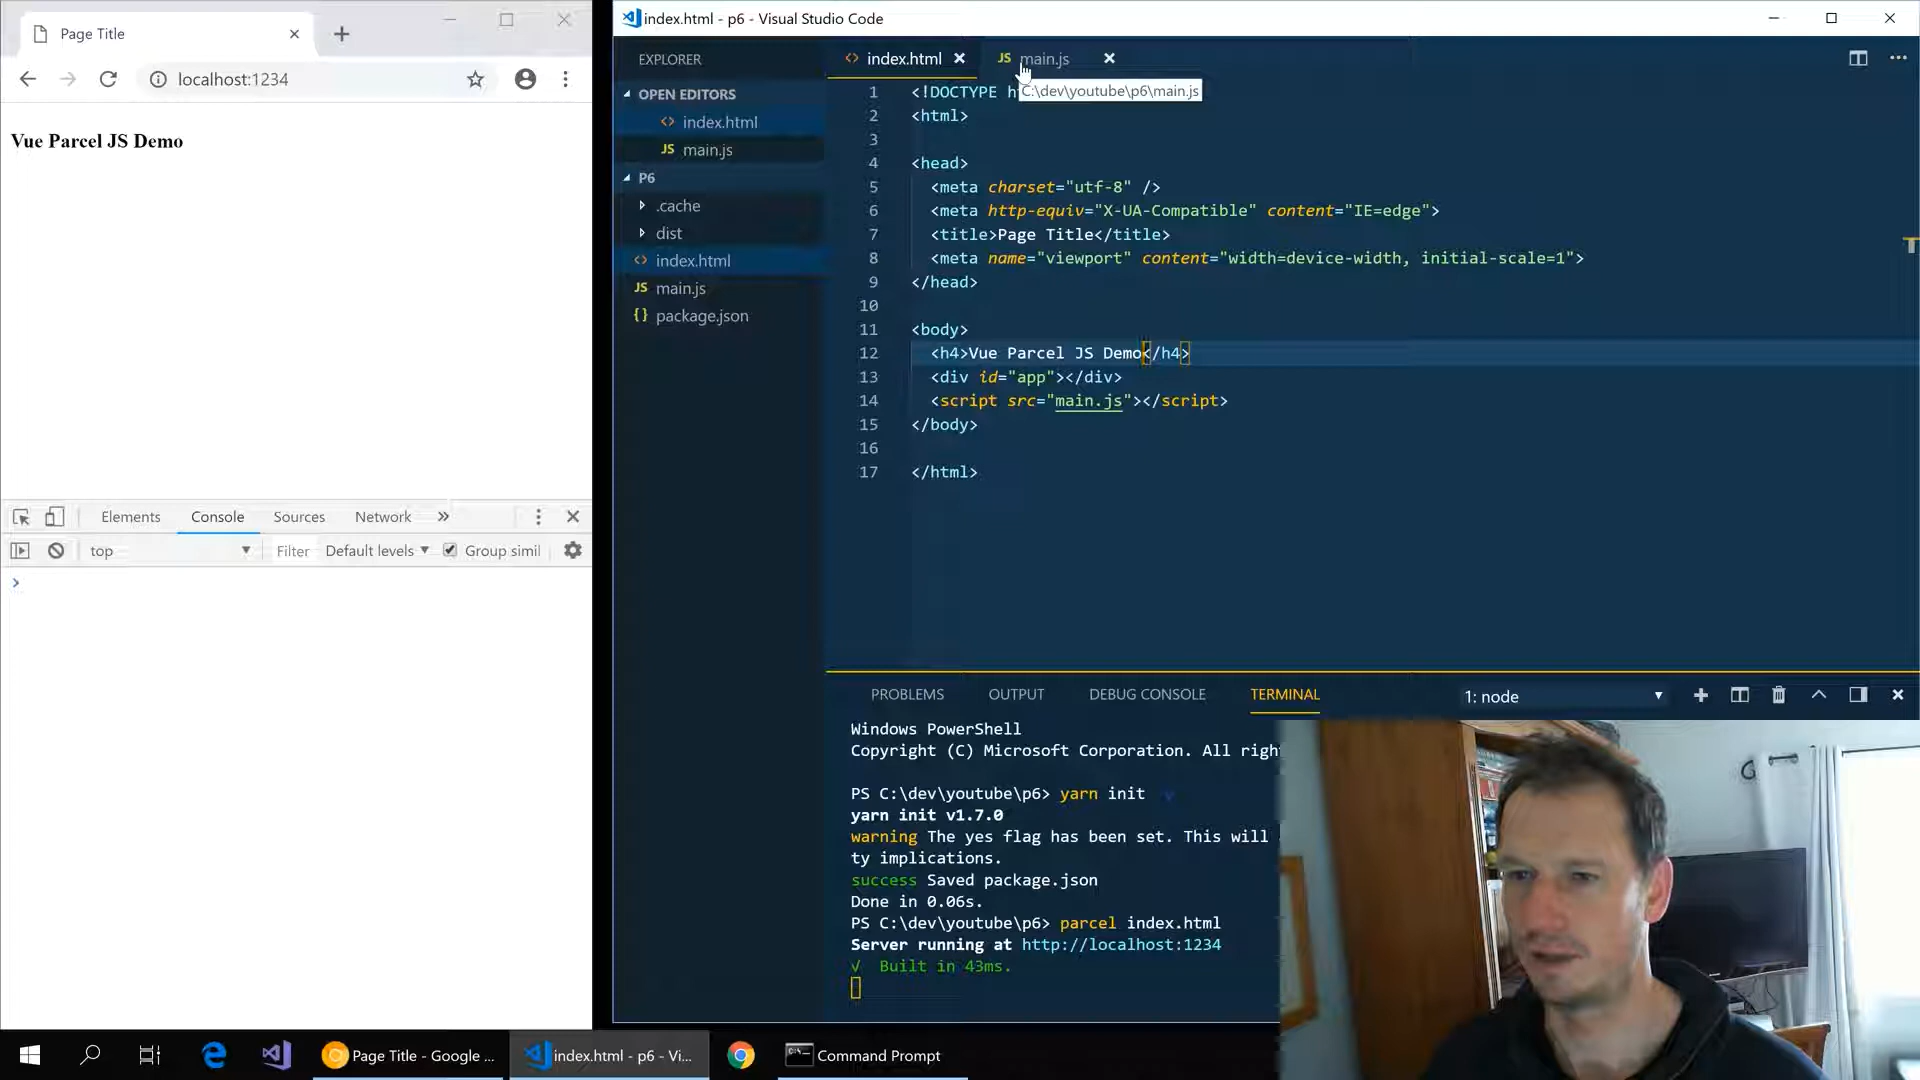 Page Title
localhost:1234
Vue Parcel JS Demo
Elements
Console
Sources
Network
top
Filter
Default levels
Group simil
index.html - p6 - Visual Studio Code
EXPLORER
OPEN EDITORS
<> index.html
JS main.js
P6
.cache
dist
<> index.html
JS main.js
{} package.json
<> index.html
JS main.js
C:\dev\youtube\p6\main.js
1 <!DOCTYPE h
2 <html>
3
4 <head>
5 <meta charset="utf-8" />
6 <meta http-equiv="X-UA-Compatible" content="IE=edge">
7 <title>Page Title</title>
8 <meta name="viewport" content="width=device-width, initial-scale=1">
9 </head>
10
11 <body>
12 <h4>Vue Parcel JS Demo</h4>
13 <div id="app"></div>
14 <script src="main.js"></script>
15 </body>
16
17 </html>
PROBLEMS
OUTPUT
DEBUG CONSOLE
TERMINAL
1: node
Windows PowerShell
Copyright (C) Microsoft Corporation. All righ
PS C:\dev\youtube\p6> yarn init -y
yarn init v1.7.0
warning The yes flag has been set. This will
ty implications.
success Saved package.json
Done in 0.06s.
PS C:\dev\youtube\p6> parcel index.html
Server running at http://localhost:1234
√ Built in 43ms.
Page Title - Google ...
index.html - p6 - Vi...
Command Prompt